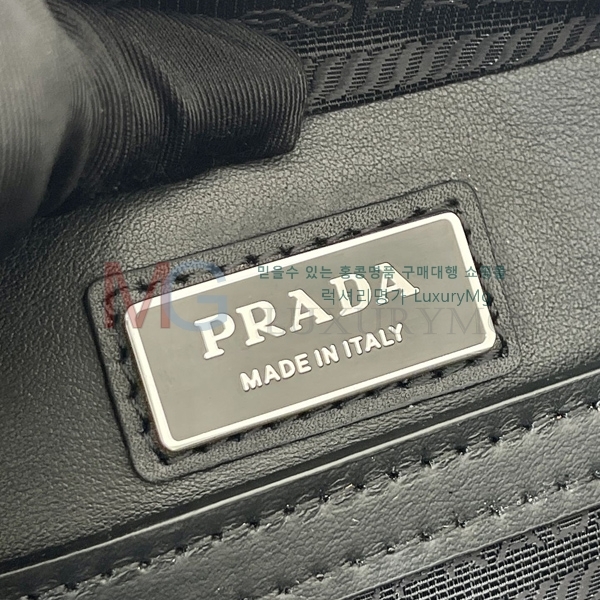 믿을수 있는 홍콩명품 구매대행 쇼핑몰
럭셔리명가 LuxuryMg
MG LUXURYMG
PRADA
MADE IN ITALY